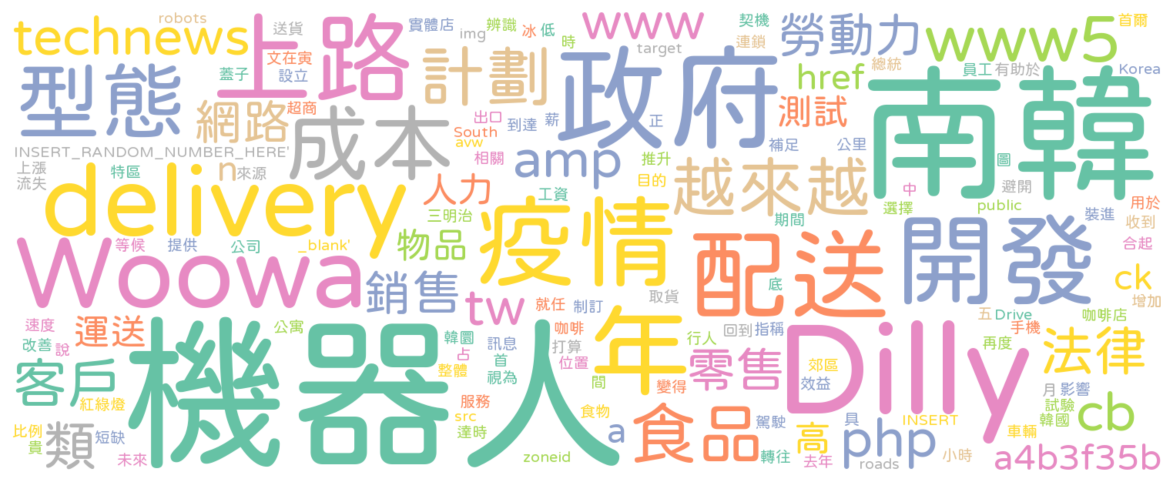 robots
送貨
實體店
辨識
冰
低
www
契機
勞動力
www5
首爾
technews
上路
img
時
target
連鎖
總統
員工
有助於
Korea
文在寅
蓋子
設立
計劃
政府
href
南韓
型態
網路
超商
成本
出口
到達
薪
正
測試
South
avw
相關
amp
推升
補足
公里
圖
避開
INSERT_RANDOM_NUMBER_HERE'
上漲
流失
n
來源
特區
delivery
人力
工資
目的
越來越
中
選擇
public
用於
裝進
收到
三明治
疫情
期間
Woowa
等候
提供
公司
_blank'
物品
配送
開發
合起
銷售
tw
就任
制訂
取貨
底
ck
增加
速度
改善
說
運送
公寓
韓圜
占
整體
訊息
首
視為
咖啡
打算
位置
間
年
行人
回到
指稱
五
Drive
手機
咖啡店
再度
客戶
機器人
變得
零售
郊區
效益
Dilly
月
影響
法律
紅綠燈
服務
src
達時
食物
a
食品
駕駛
具
INSERT
試驗
韓國
cb
比例
貴
類
短缺
未來
zoneid
轉往
高
去年
php
roads
小時
車輛
a4b3f35b